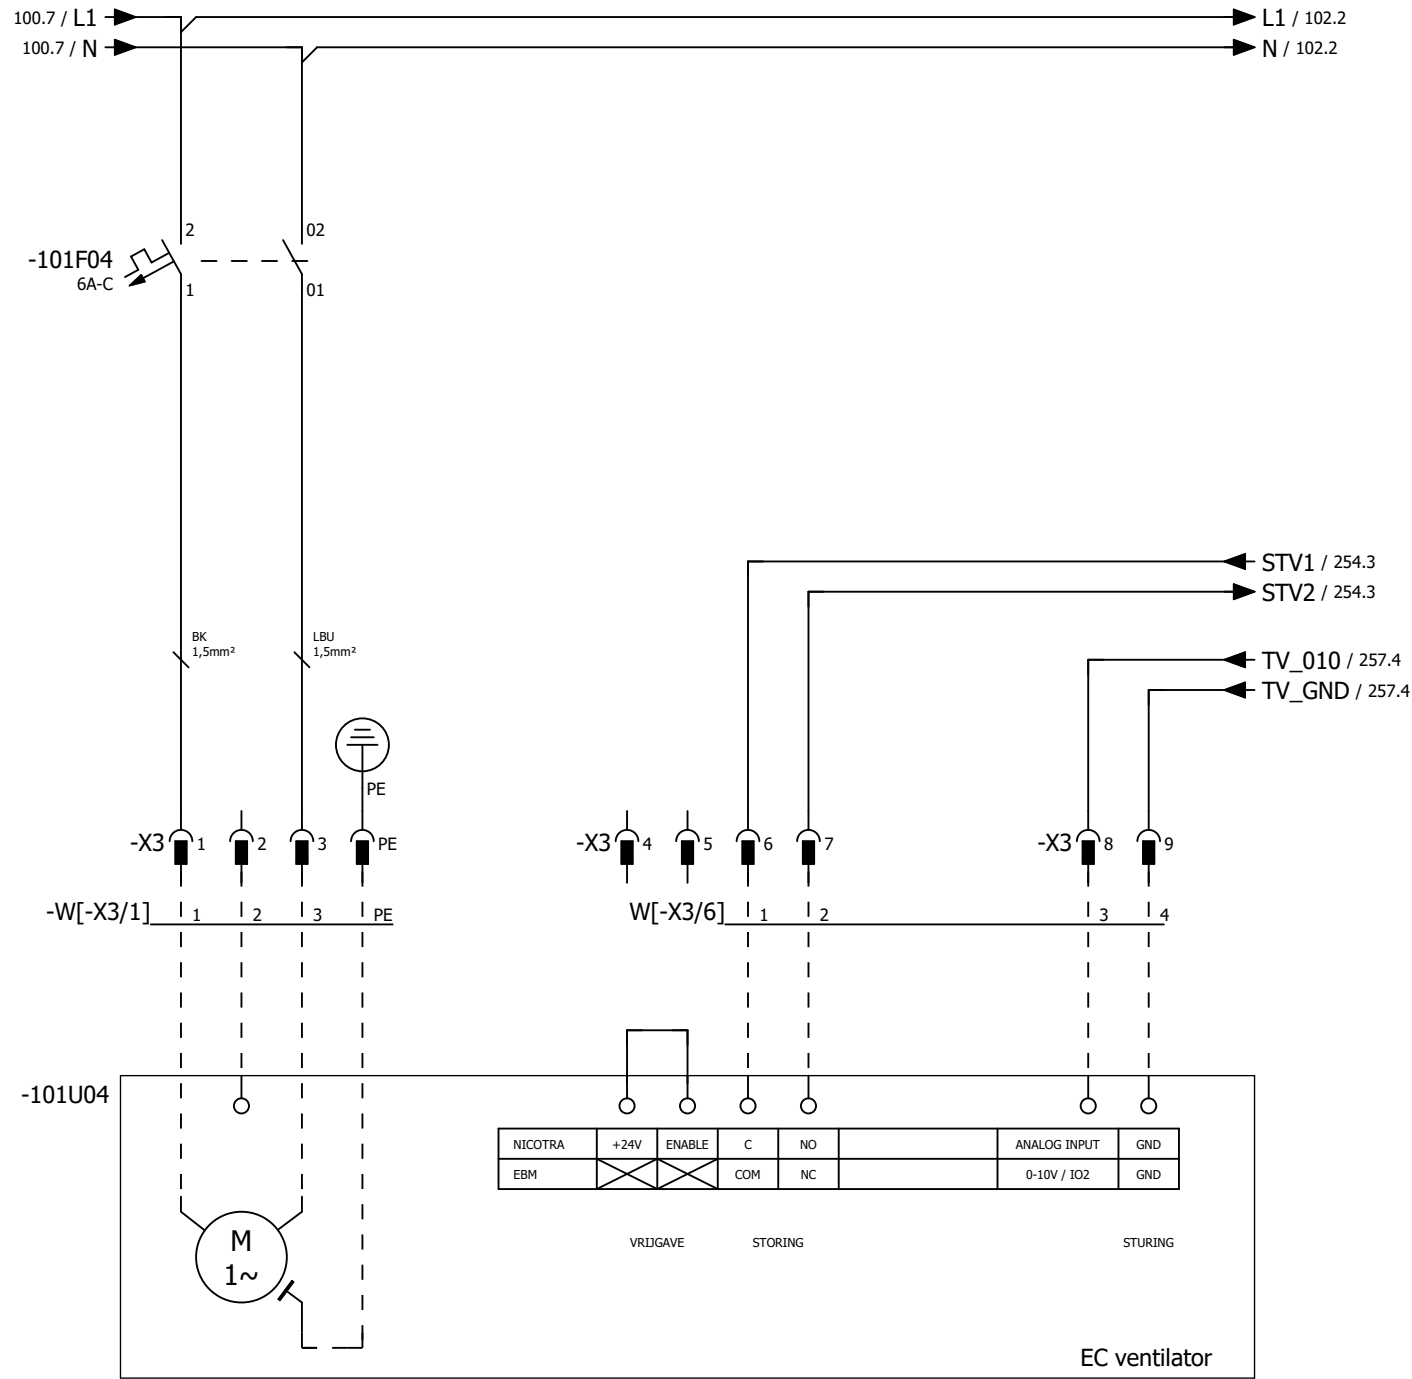 100.7 / L1
L1 / 102.2
100.7 / N
N / 102.2
2
02
-101F04
6A-C
1
01
STV1 / 254.3
STV2 / 254.3
BK
1,5mm²
LBU
1,5mm²
TV_010 / 257.4
TV_GND / 257.4
PE
-X3 1 2 3 PE
-X3 4 5 6 7
-X3 8 9
-W[-X3/1] 1 2 3 PE
W[-X3/6] 1 2 3 4
-101U04
NICOTRA +24V ENABLE C NO ANALOG INPUT GND
EBM COM NC 0-10V / IO2 GND
VRIJGAVE STORING STURING
M
1~
EC ventilator